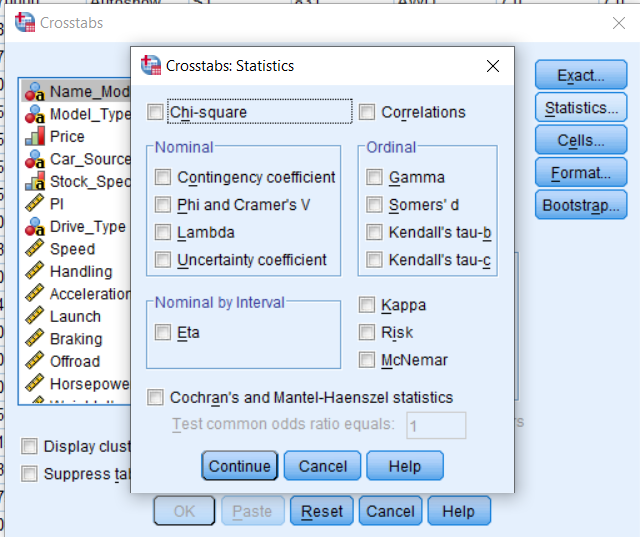 Autoshow
Crosstabs
Crosstabs: Statistics
Name_Mod
Model_Type
Price
Car_Source
Stock_Spec
PI
Drive_Type
Speed
Handling
Acceleration
Launch
Braking
Offroad
Horsepowe
Exact...
Statistics...
Cells...
Format...
Bootstrap...
Chi-square
Correlations
Nominal
Contingency coefficient
Phi and Cramer's V
Lambda
Uncertainty coefficient
Ordinal
Gamma
Somers' d
Kendall's tau-b
Kendall's tau-c
Nominal by Interval
Eta
Kappa
Risk
McNemar
Cochran's and Mantel-Haenszel statistics
Test common odds ratio equals: 1
Continue Cancel Help
Display clust
Suppress tab
OK Paste Reset Cancel Help